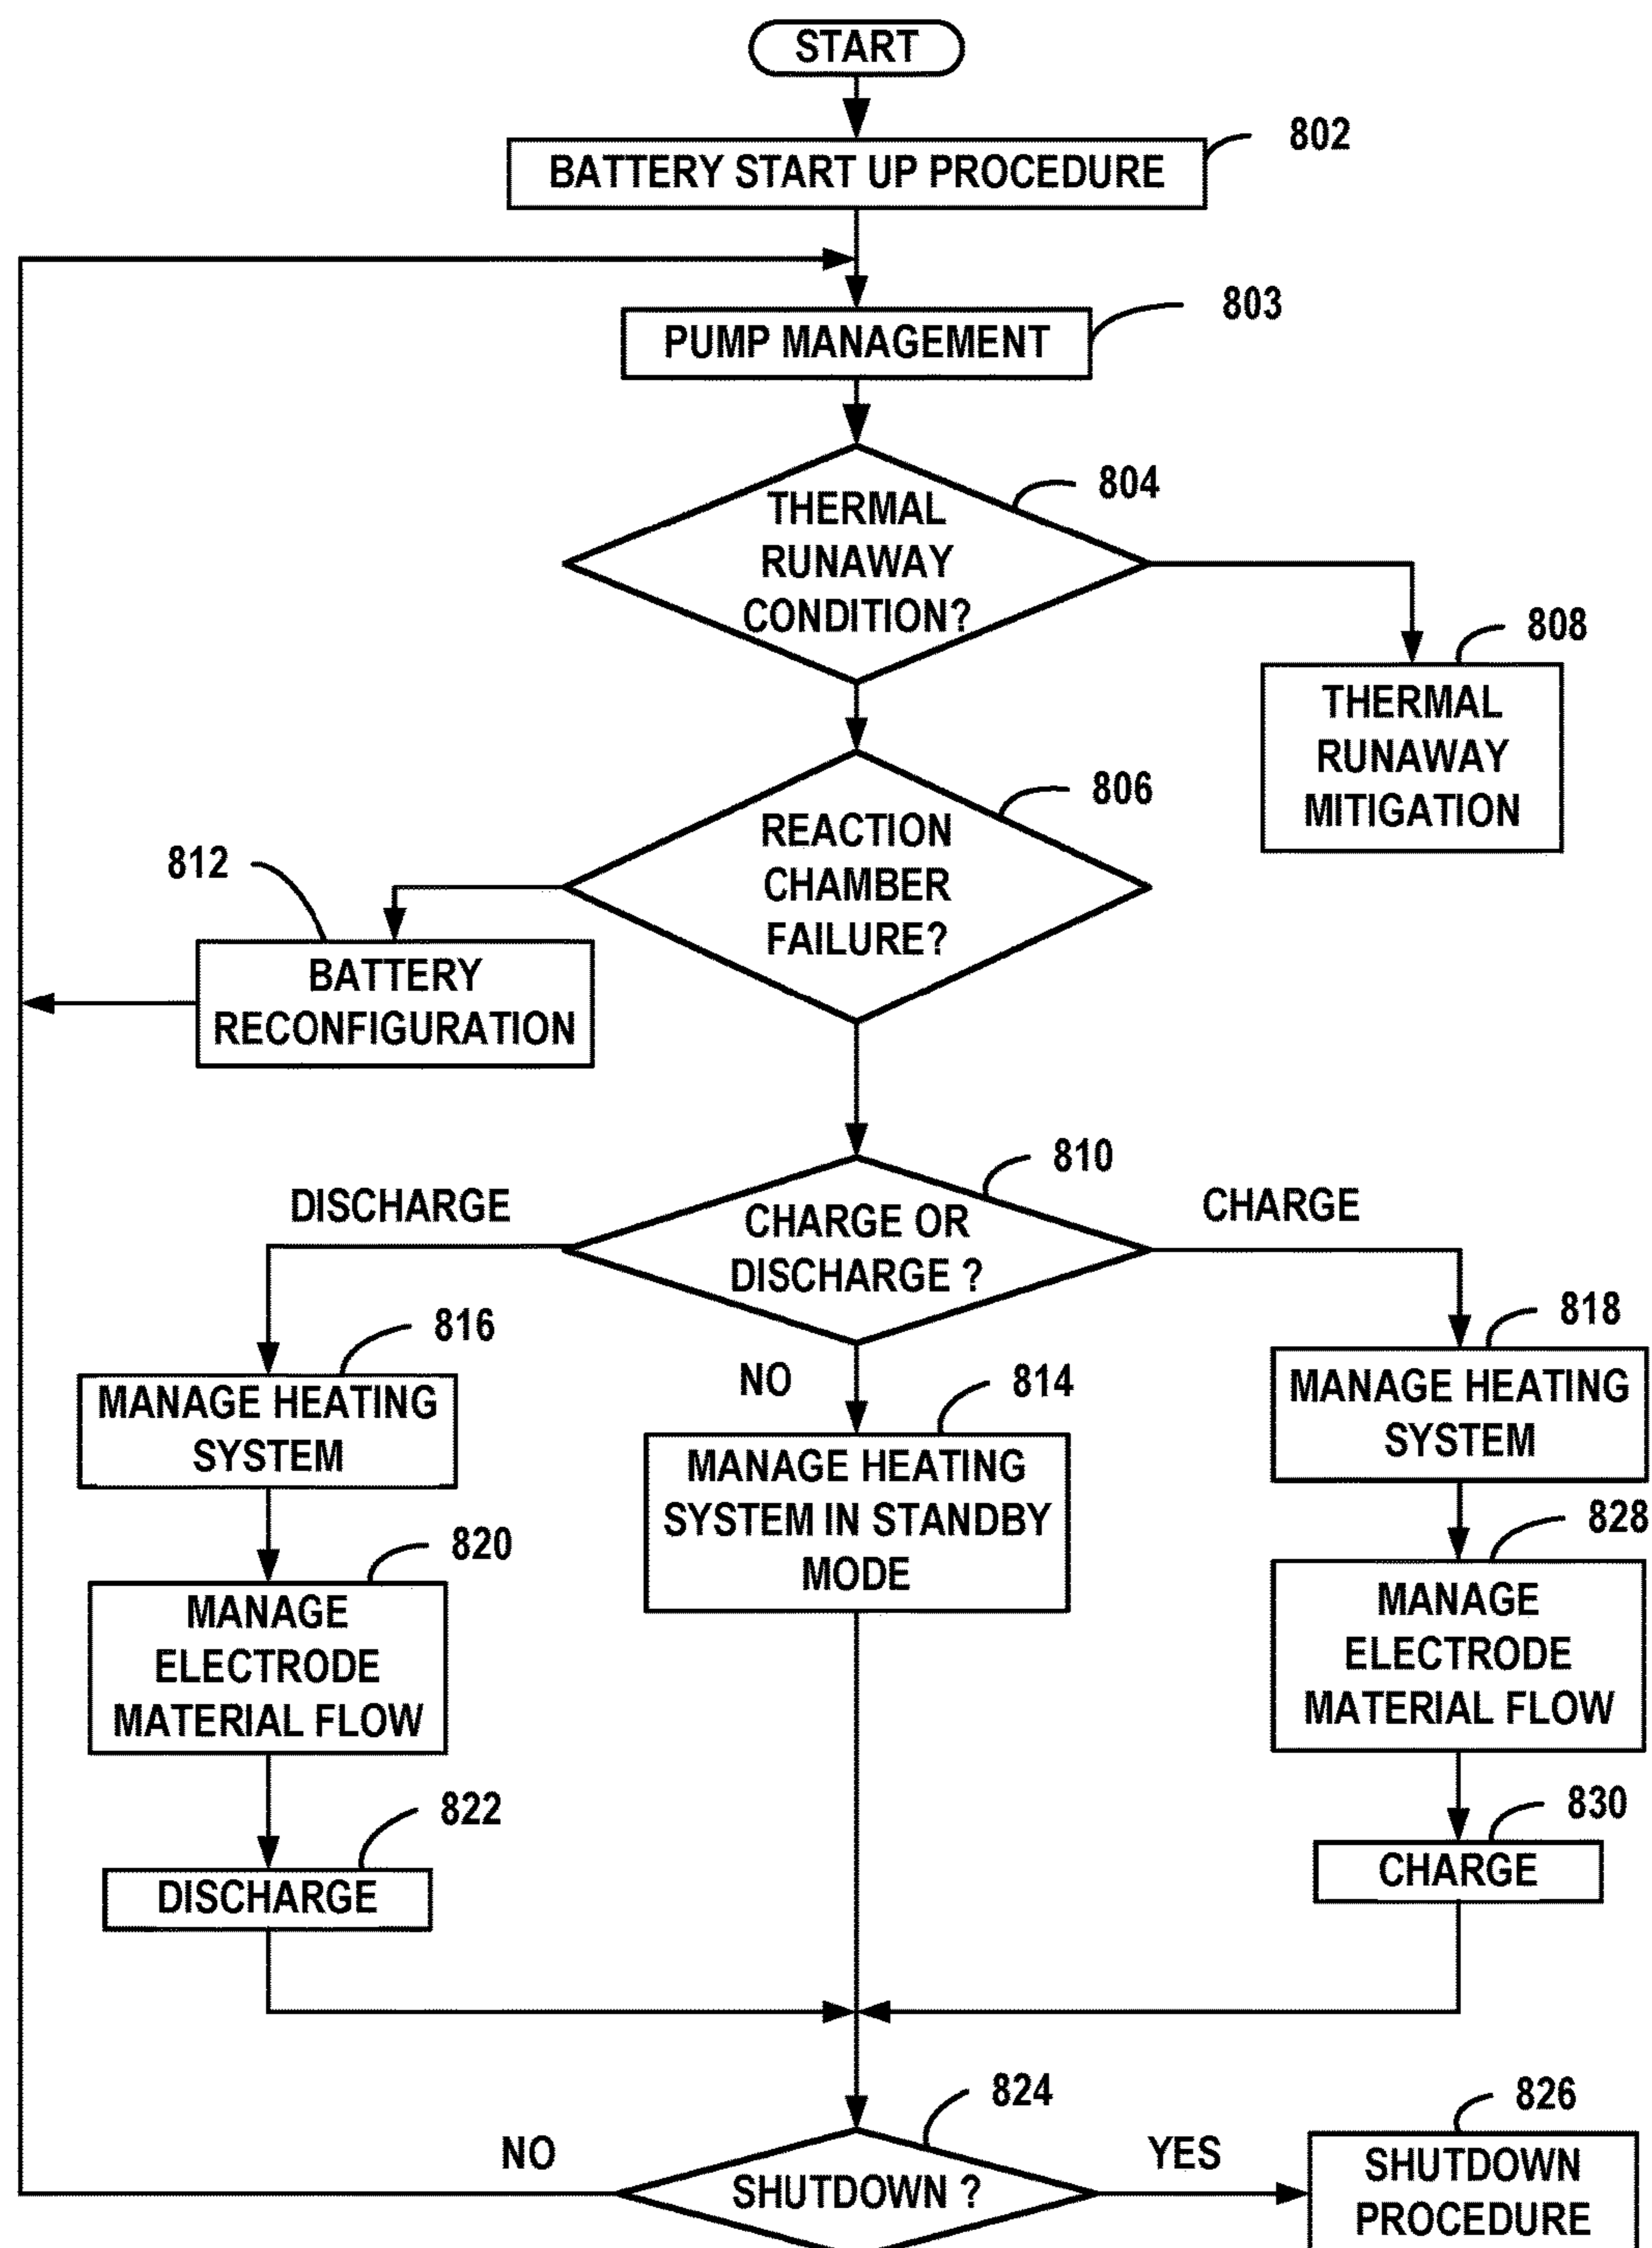 START
802
BATTERY START UP PROCEDURE
803
PUMP MANAGEMENT
804
THERMAL
RUNAWAY
CONDITION?
808
THERMAL
RUNAWAY
MITIGATION
806
REACTION
CHAMBER
FAILURE?
812
BATTERY
RECONFIGURATION
810
DISCHARGE
CHARGE
CHARGE OR
DISCHARGE ?
816
MANAGE HEATING
SYSTEM
NO
814
MANAGE HEATING
SYSTEM IN STANDBY
MODE
818
MANAGE HEATING
SYSTEM
820
MANAGE
ELECTRODE
MATERIAL FLOW
828
MANAGE
ELECTRODE
MATERIAL FLOW
822
DISCHARGE
830
CHARGE
824
NO
SHUTDOWN ?
YES
826
SHUTDOWN
PROCEDURE